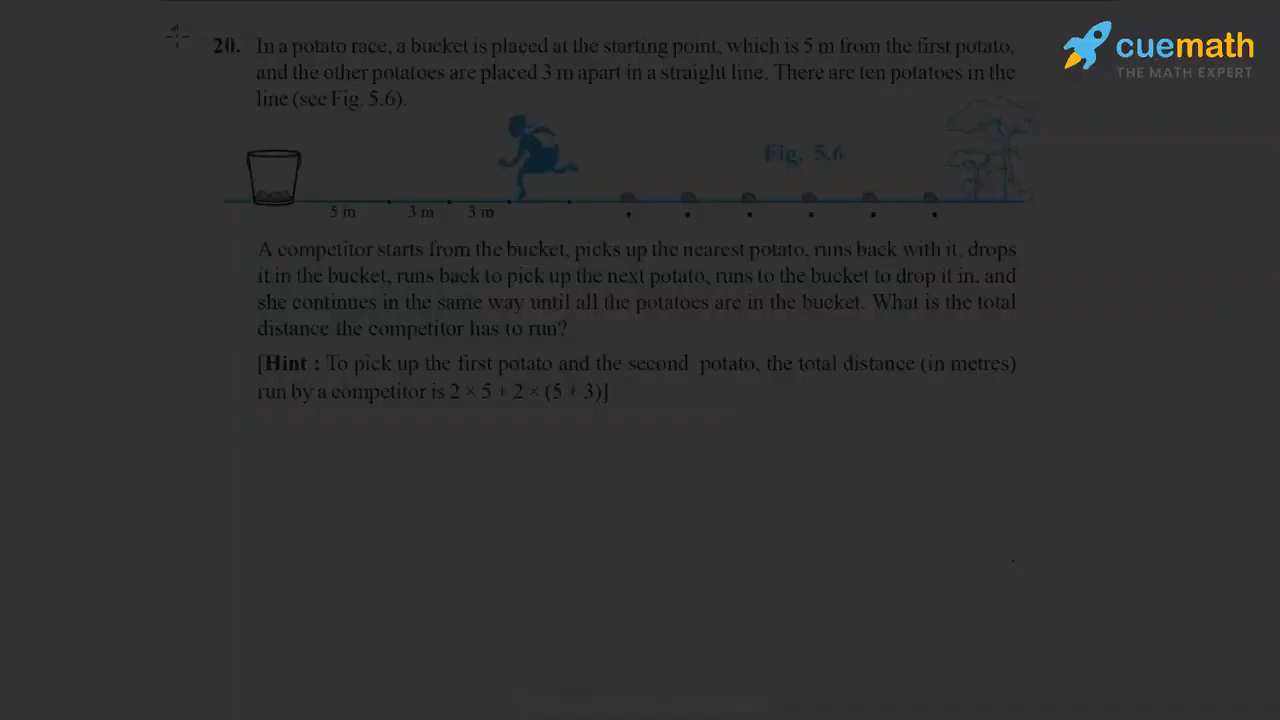 cuemath
THE MATH EXPERT
20. In a potato race, a bucket is placed at the starting point, which is 5 m from the first potato,
and the other potatoes are placed 3 m apart in a straight line. There are ten potatoes in the
line (see Fig. 5.6).
Fig. 5.6
5 m 3 m 3 m
A competitor starts from the bucket, picks up the nearest potato, runs back with it, drops
it in the bucket, runs back to pick up the next potato, runs to the bucket to drop it in, and
she continues in the same way until all the potatoes are in the bucket. What is the total
distance the competitor has to run?
[Hint : To pick up the first potato and the second potato, the total distance (in metres)
run by a competitor is 2 × 5 + 2 × (5 + 3)]